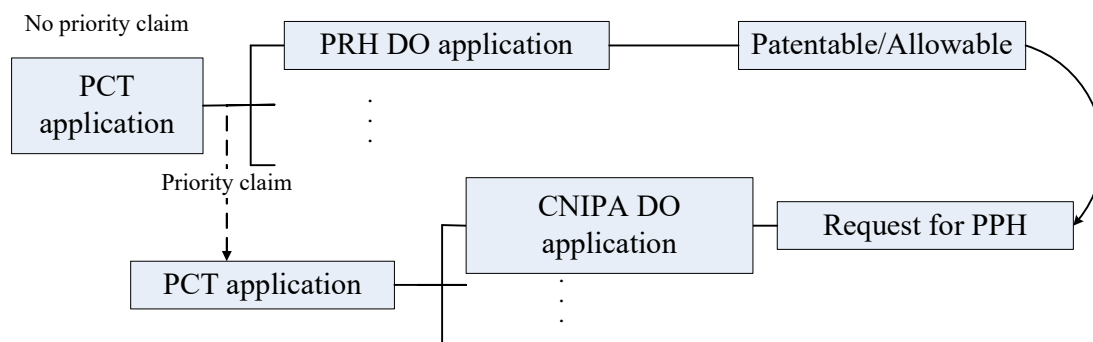 No priority claim
PRH DO application
Patentable/Allowable
PCT
application
Priority claim
CNIPA DO
application
Request for PPH
PCT application